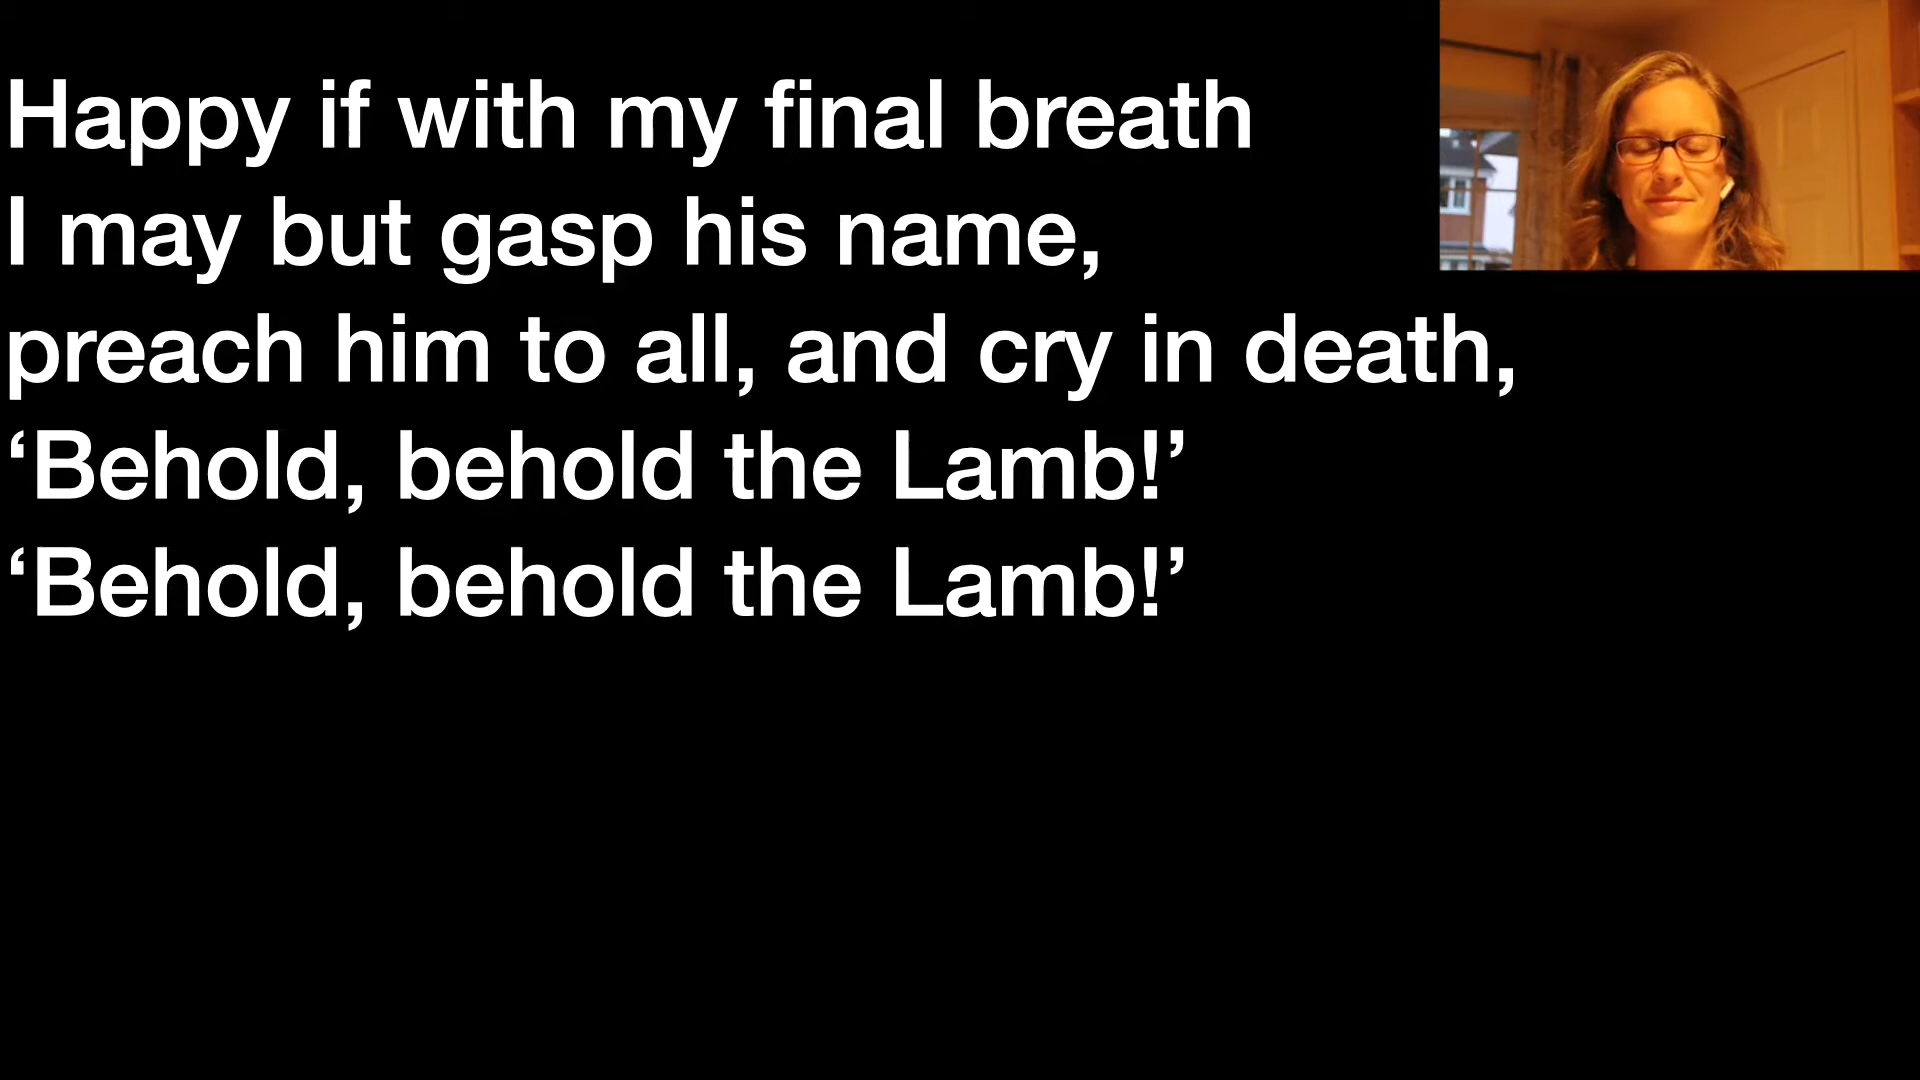 Happy if with my final breath
I may but gasp his name,
preach him to all, and cry in death,
‘Behold, behold the Lamb!’
‘Behold, behold the Lamb!’